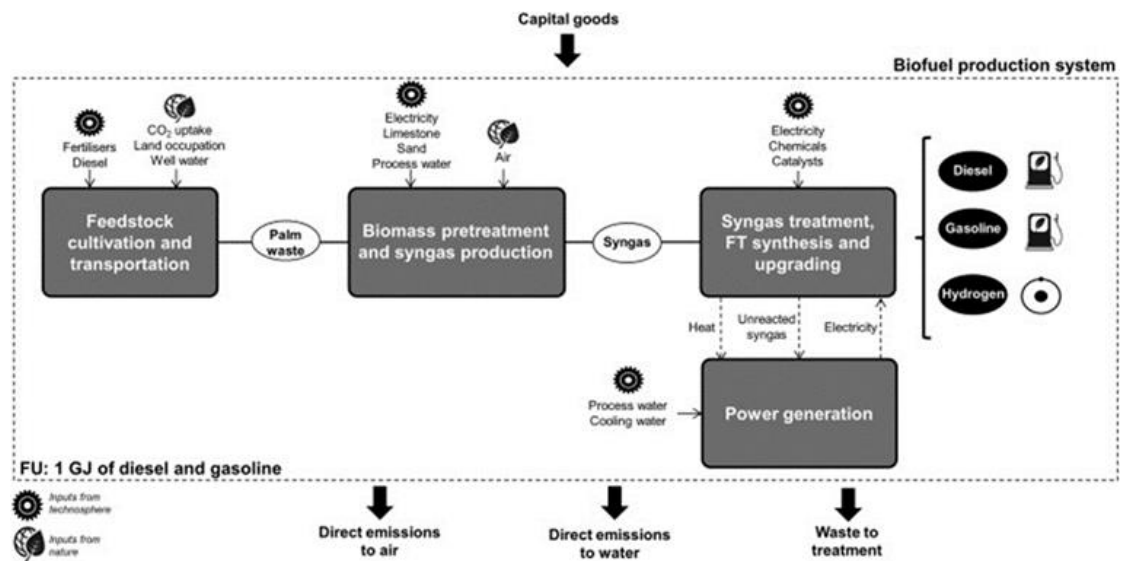 Capital goods
Biofuel production system
Fertilisers
Diesel
CO₂ uptake
Land occupation
Well water
Electricity
Limestone
Sand
Process water
Air
Electricity
Chemicals
Catalysts
Feedstock
cultivation and
transportation
Palm
waste
Biomass pretreatment
and syngas production
Syngas
Syngas treatment,
FT synthesis and
upgrading
Diesel
Gasoline
Hydrogen
Heat
Unreacted
syngas
Electricity
Process water
Cooling water
Power generation
FU: 1 GJ of diesel and gasoline
Inputs from
technosphere
Inputs from
nature
Direct emissions
to air
Direct emissions
to water
Waste to
treatment